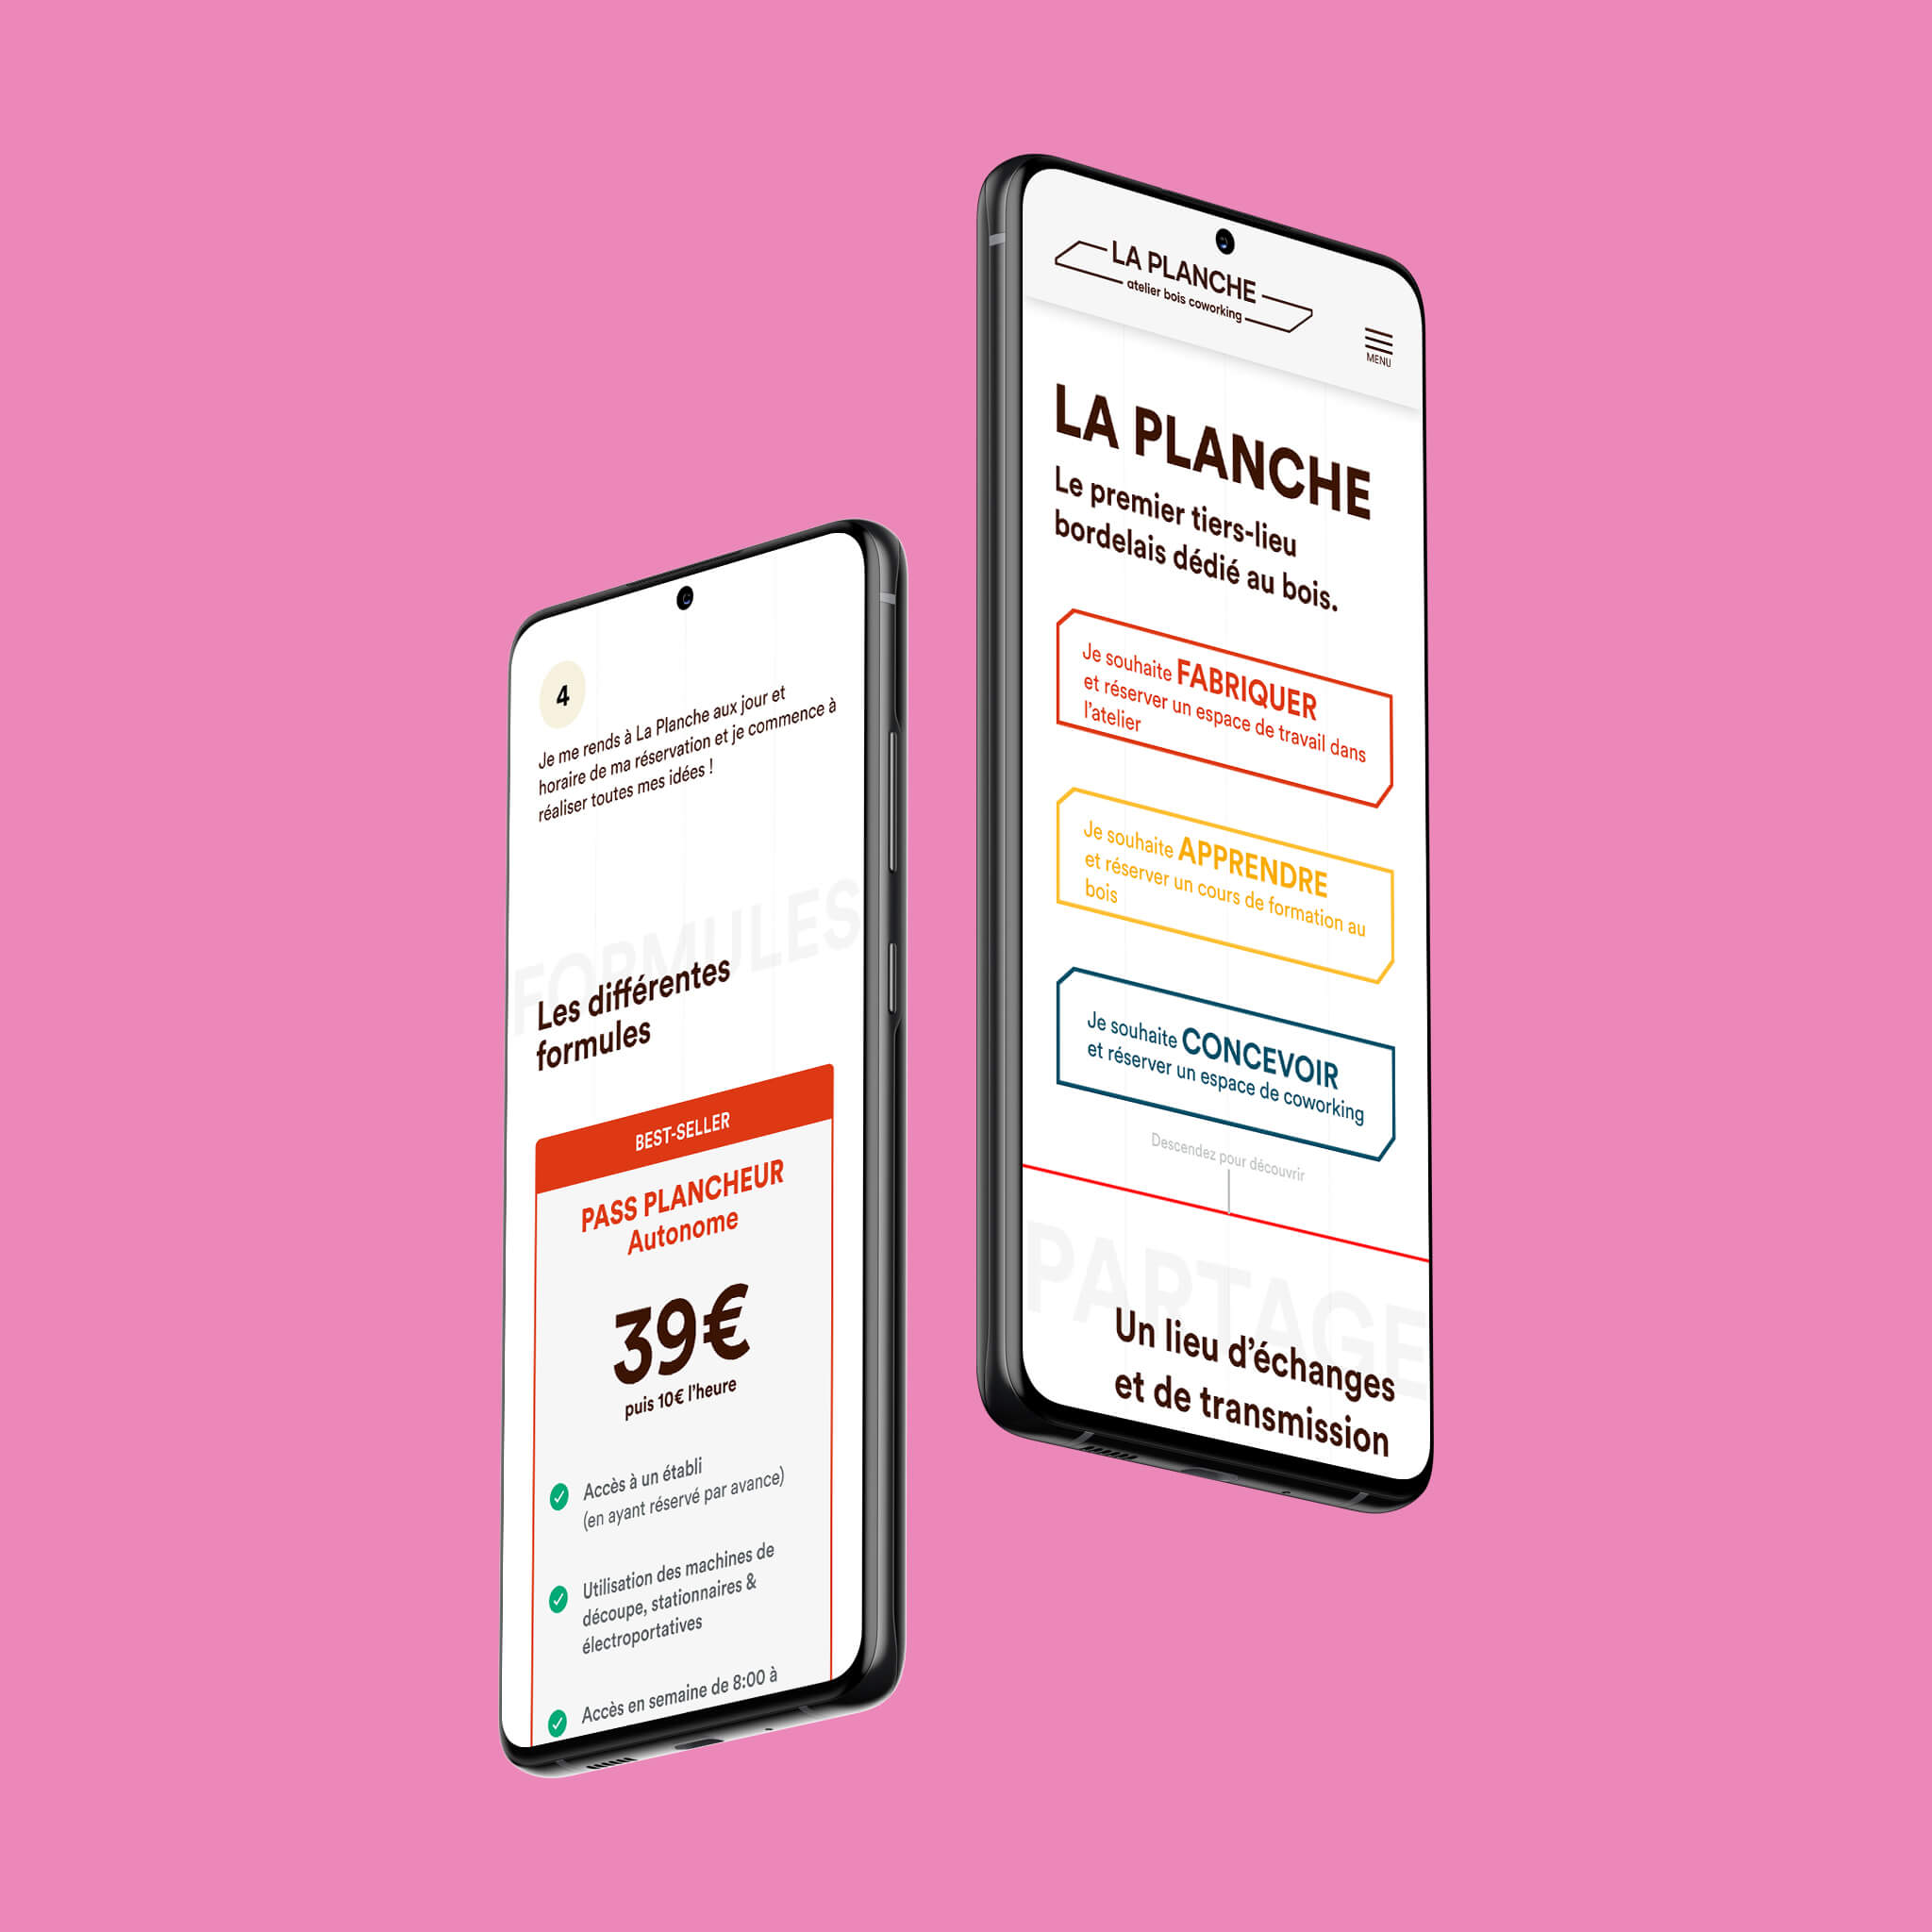 4
Je me rends à La Planche aux jour et
horaire de ma réservation et je commence à
réaliser toutes mes idées !
FORMULES
Les différentes
formules
BEST-SELLER
PASS PLANCHEUR
Autonome
39€
puis 10€ l’heure
Accès à un établi
(en ayant réservé par avance)
Utilisation des machines de
découpe, stationnaires &
électroportatives
Accès en semaine de 8:00 à
LA PLANCHE
atelier bois coworking
MENU
LA PLANCHE
Le premier tiers-lieu
bordelais dédié au bois.
Je souhaite FABRIQUER
et réserver un espace de travail dans
l’atelier
Je souhaite APPRENDRE
et réserver un cours de formation au
bois
Je souhaite CONCEVOIR
et réserver un espace de coworking
Descendez pour découvrir
PARTAGE
Un lieu d’échanges
et de transmission